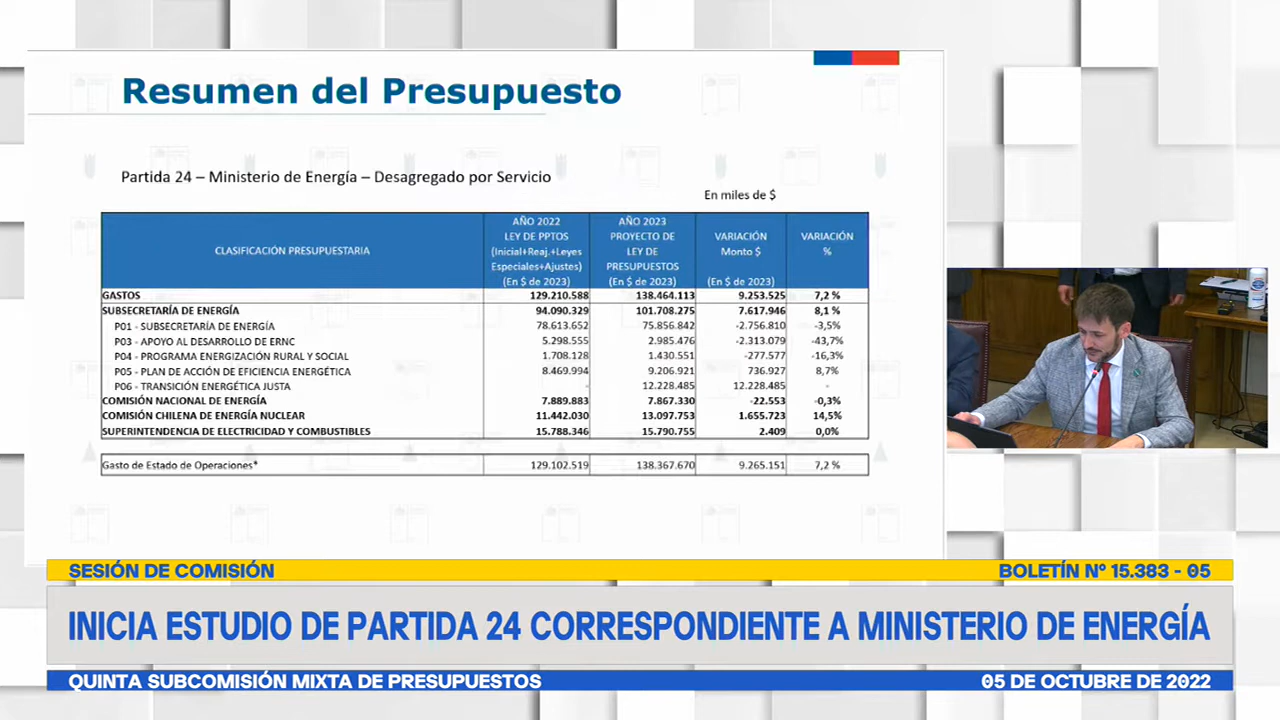 Resumen del Presupuesto
Partida 24 – Ministerio de Energía – Desagregado por Servicio
En miles de $
CLASIFICACIÓN PRESUPUESTARIA
AÑO 2022
LEY DE PPTOS
(Inicial+Reaj.+Leyes
Especiales+Ajustes)
(En $ de 2023)
AÑO 2023
PROYECTO DE
LEY DE
PRESUPUESTOS
(En $ de 2023)
VARIACIÓN
Monto $
(En $ de 2023)
VARIACIÓN
%
GASTOS 129.210.588 138.464.113 9.253.525 7,2 %
SUBSECRETARÍA DE ENERGÍA 94.090.329 101.708.275 7.617.946 8,1 %
P01 - SUBSECRETARÍA DE ENERGÍA 78.613.652 75.856.842 -2.756.810 -3,5%
P03 - APOYO AL DESARROLLO DE ERNC 5.298.555 2.985.476 -2.313.079 -43,7%
P04 - PROGRAMA ENERGIZACIÓN RURAL Y SOCIAL 1.708.128 1.430.551 -277.577 -16,3%
P05 - PLAN DE ACCIÓN DE EFICIENCIA ENERGÉTICA 8.469.994 9.206.921 736.927 8,7%
P06 - TRANSICIÓN ENERGÉTICA JUSTA - 12.228.485 12.228.485 -
COMISIÓN NACIONAL DE ENERGÍA 7.889.883 7.867.330 -22.553 -0,3%
COMISIÓN CHILENA DE ENERGÍA NUCLEAR 11.442.030 13.097.753 1.655.723 14,5%
SUPERINTENDENCIA DE ELECTRICIDAD Y COMBUSTIBLES 15.788.346 15.790.755 2.409 0,0%
Gasto de Estado de Operaciones* 129.102.519 138.367.670 9.265.151 7,2 %
SESIÓN DE COMISIÓN
BOLETÍN N° 15.383 - 05
INICIA ESTUDIO DE PARTIDA 24 CORRESPONDIENTE A MINISTERIO DE ENERGÍA
QUINTA SUBCOMISIÓN MIXTA DE PRESUPUESTOS
05 DE OCTUBRE DE 2022